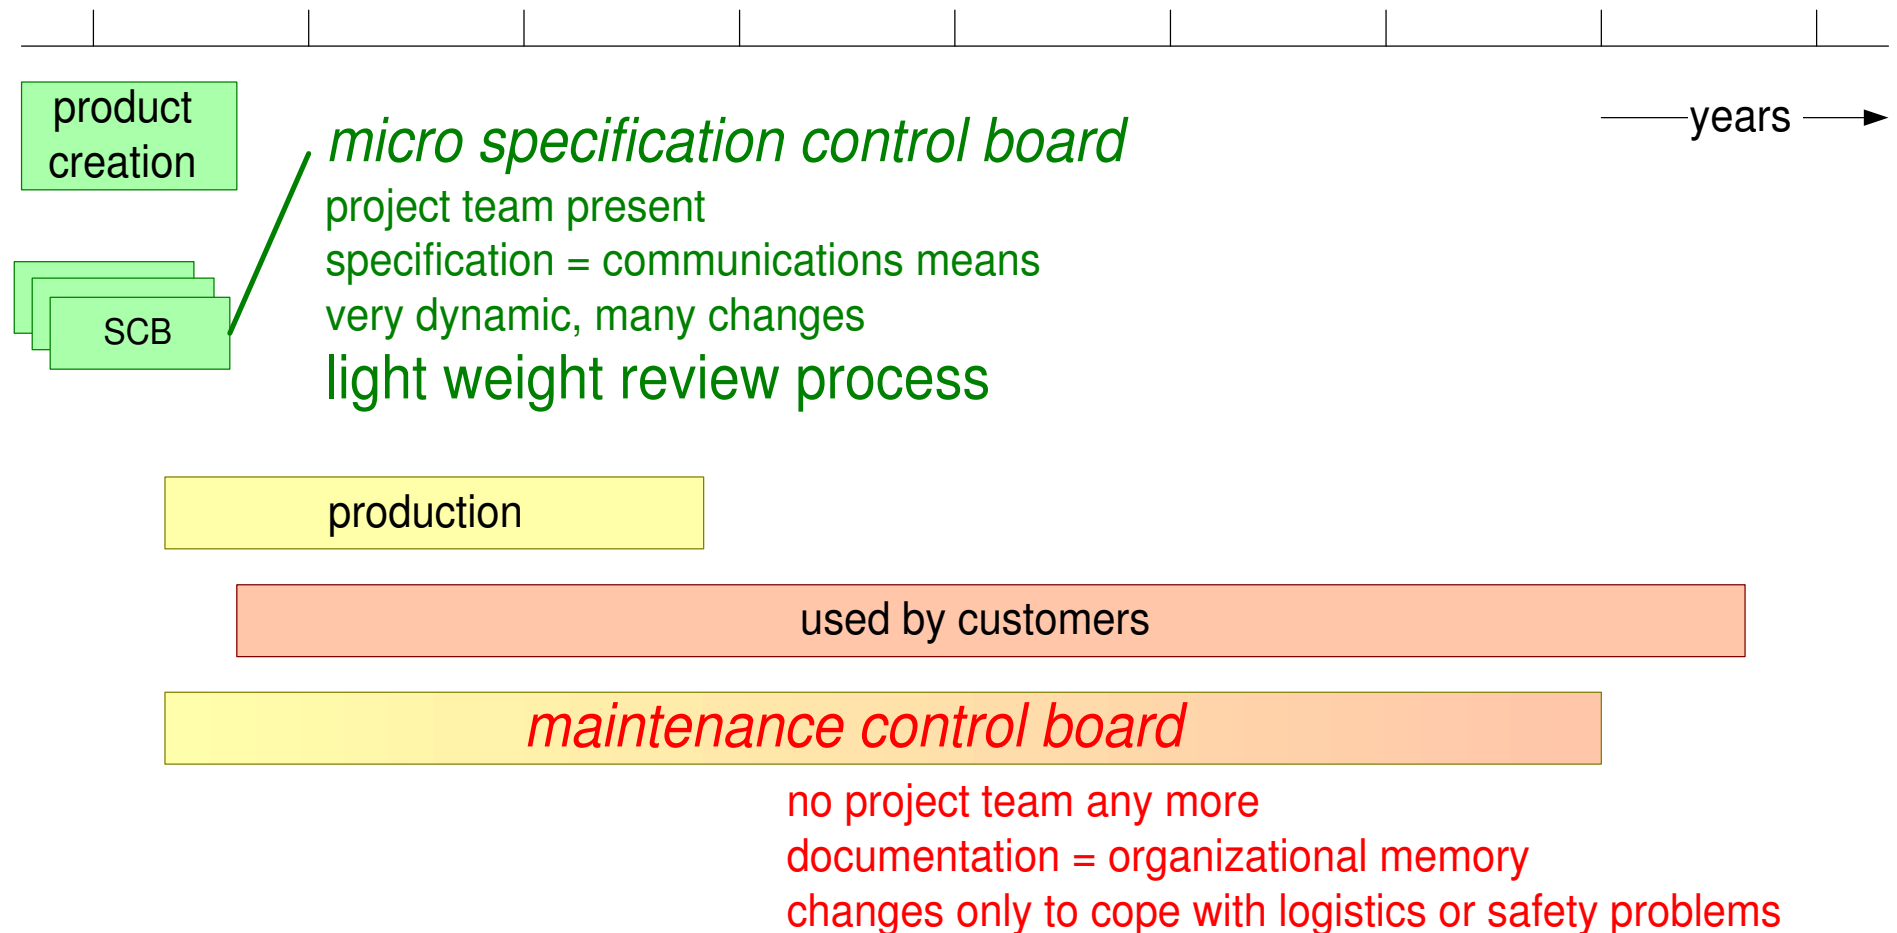 product
creation
years
micro specification control board
project team present
specification = communications means
very dynamic, many changes
light weight review process
SCB
production
used by customers
maintenance control board
no project team any more
documentation = organizational memory
changes only to cope with logistics or safety problems